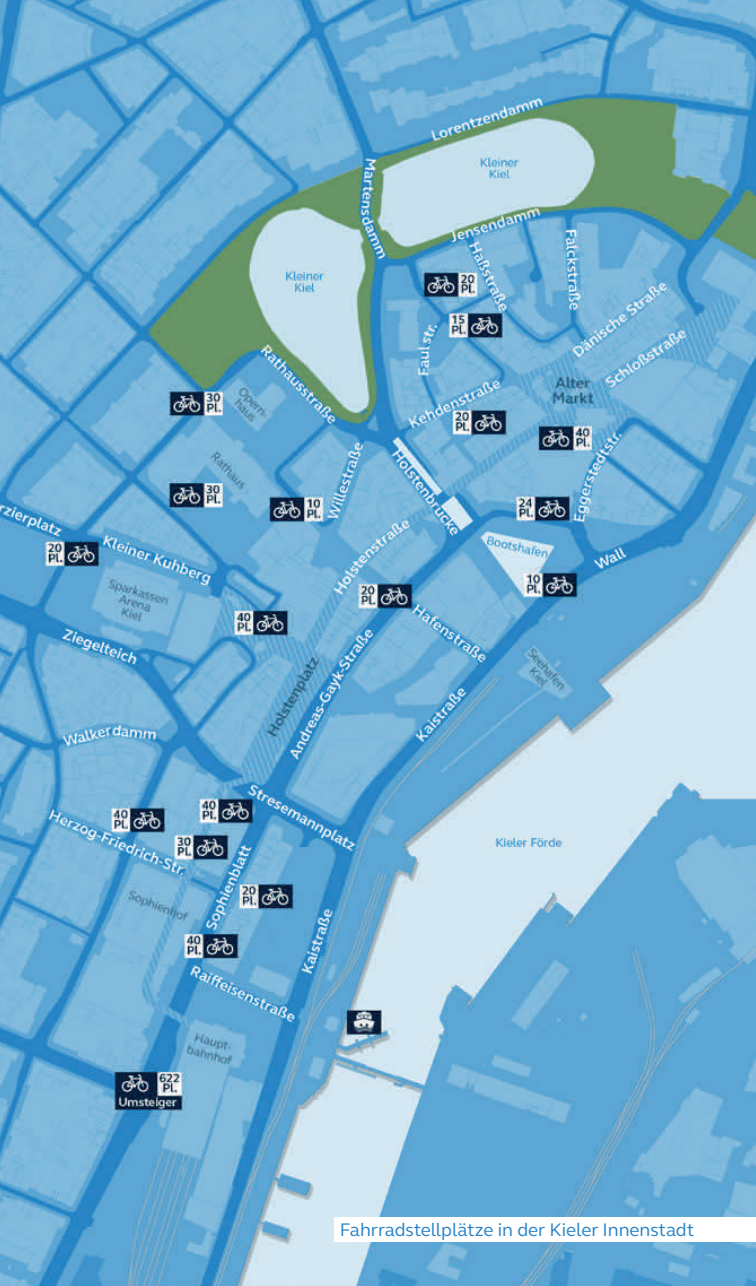 Lorentzendamm
Kleiner
Kiel
Martensdamm
Jensendamm
Kleiner
Kiel
Haßstraße
Falckstraße
20
Pl.
15
Pl.
Faulstr.
Dänische Straße
Schloßstraße
Rathausstraße
Alter
Markt
Kehdenstraße
30
Pl.
Opern-
haus
20
Pl.
40
Pl.
Rathaus
Willestraße
Holstenbrücke
Eggerstedtstr.
30
Pl.
10
Pl.
24
Pl.
rzierplatz
Kleiner Kuhberg
Holstenstraße
Bootshafen
Wall
20
Pl.
Sparkassen
Arena
Kiel
20
Pl.
10
Pl.
40
Pl.
Hafenstraße
Ziegelteich
Seehafen
Kiel
Holstenplatz
Andreas-Gayk-Straße
Kaistraße
Walkerdamm
Stresemannplatz
40
Pl.
40
Pl.
Herzog-Friedrich-Str.
30
Pl.
Kieler Förde
Sophienblatt
20
Pl.
Sophienhof
Kaistraße
40
Pl.
Raiffeisenstraße
Haupt-
bahnhof
622
Pl.
Umsteiger
Fahrradstellplätze in der Kieler Innenstadt